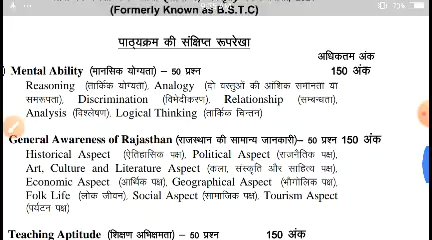 73%
(Formerly Known as B.S.T.C)
पाठ्यक्रम की संक्षिप्त रूपरेखा
अधिकतम अंक
) Mental Ability (मानसिक योग्यता) – 50 प्रश्न 150 अंक
Reasoning (तार्किक योग्यता), Analogy (दो वस्तुओं की आंशिक समानता या
समरूपता), Discrimination (विभेदीकरण), Relationship (सम्बन्धता),
Analysis (विश्लेषण), Logical Thinking (तार्किक चिन्तन)
General Awareness of Rajasthan (राजस्थान की सामान्य जानकारी)– 50 प्रश्न 150 अंक
Historical Aspect (ऐतिहासिक पक्ष), Political Aspect (राजनैतिक पक्ष),
Art, Culture and Literature Aspect (कला, संस्कृति और साहित्य पक्ष),
Economic Aspect (आर्थिक पक्ष), Geographical Aspect (भौगोलिक पक्ष),
Folk Life (लोक जीवन), Social Aspect (सामाजिक पक्ष), Tourism Aspect
(पर्यटन पक्ष)
Teaching Aptitude (शिक्षण अभिक्षमता) – 50 प्रश्न 150 अंक